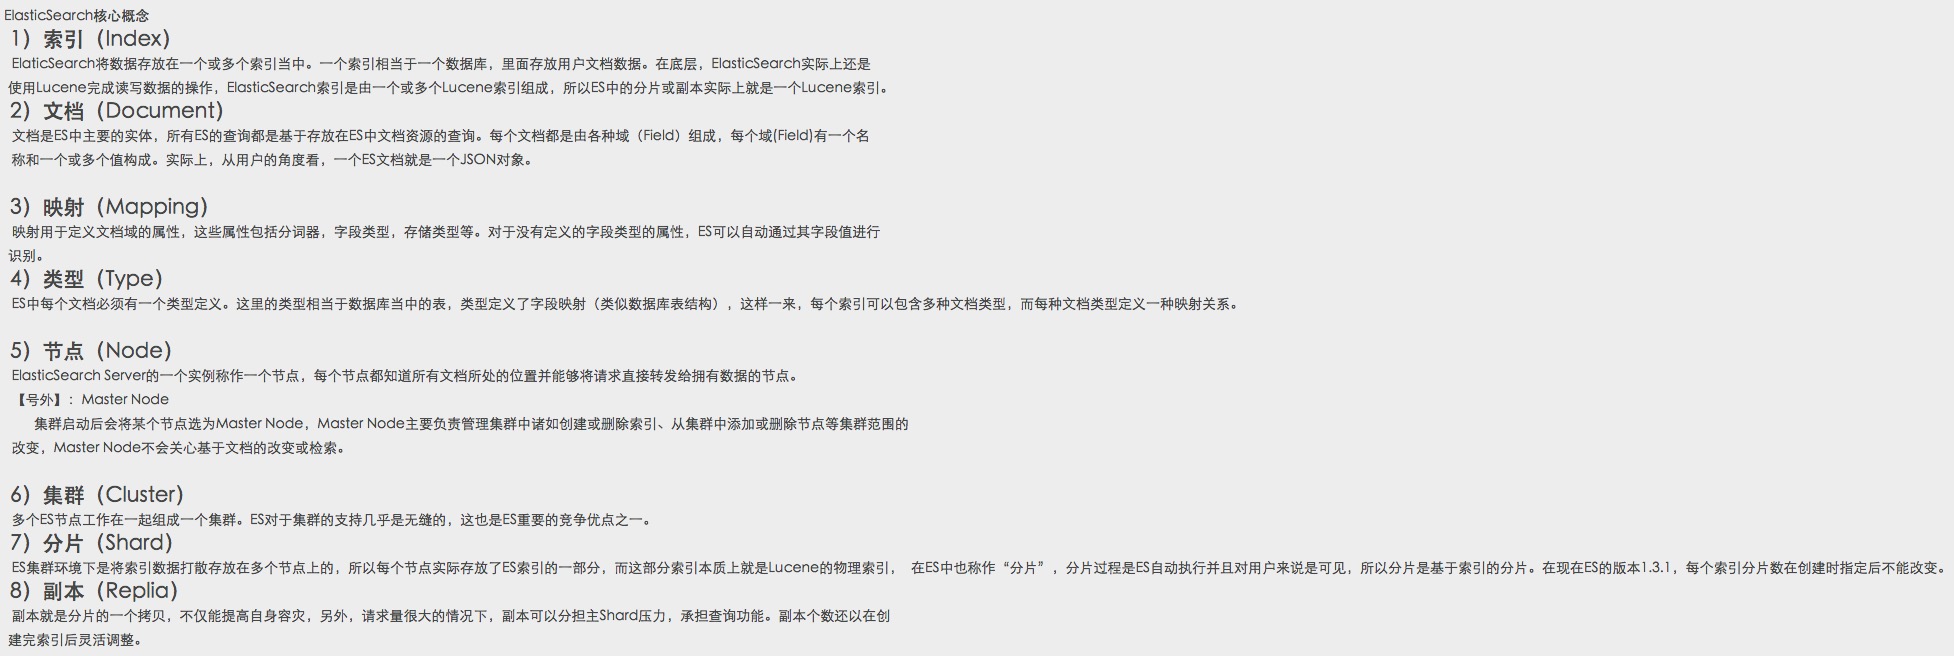 ElasticSearch核心概念
1）索引（Index）
ElaticSearch将数据存放在一个或多个索引当中。一个索引相当于一个数据库，里面存放用户文档数据。在底层，ElasticSearch实际上还是
使用Lucene完成读写数据的操作，ElasticSearch索引是由一个或多个Lucene索引组成，所以ES中的分片或副本实际上就是一个Lucene索引。
2）文档（Document）
文档是ES中主要的实体，所有ES的查询都是基于存放在ES中文档资源的查询。每个文档都是由各种域（Field）组成，每个域(Field)有一个名
称和一个或多个值构成。实际上，从用户的角度看，一个ES文档就是一个JSON对象。
3）映射（Mapping）
映射用于定义文档域的属性，这些属性包括分词器，字段类型，存储类型等。对于没有定义的字段类型的属性，ES可以自动通过其字段值进行
识别。
4）类型（Type）
ES中每个文档必须有一个类型定义。这里的类型相当于数据库当中的表，类型定义了字段映射（类似数据库表结构），这样一来，每个索引可以包含多种文档类型，而每种文档类型定义一种映射关系。
5）节点（Node）
ElasticSearch Server的一个实例称作一个节点，每个节点都知道所有文档所处的位置并能够将请求直接转发给拥有数据的节点。
【号外】：Master Node
集群启动后会将某个节点选为Master Node，Master Node主要负责管理集群中诸如创建或删除索引、从集群中添加或删除节点等集群范围的
改变，Master Node不会关心基于文档的改变或检索。
6）集群（Cluster）
多个ES节点工作在一起组成一个集群。ES对于集群的支持几乎是无缝的，这也是ES重要的竞争优点之一。
7）分片（Shard）
ES集群环境下是将索引数据打散存放在多个节点上的，所以每个节点实际存放了ES索引的一部分，而这部分索引本质上就是Lucene的物理索引， 在ES中也称作“分片”，分片过程是ES自动执行并且对用户来说是可见，所以分片是基于索引的分片。在现在ES的版本1.3.1，每个索引分片数在创建时指定后不能改变。
8）副本（Replia）
副本就是分片的一个拷贝，不仅能提高自身容灾，另外，请求量很大的情况下，副本可以分担主Shard压力，承担查询功能。副本个数还以在创
建完索引后灵活调整。